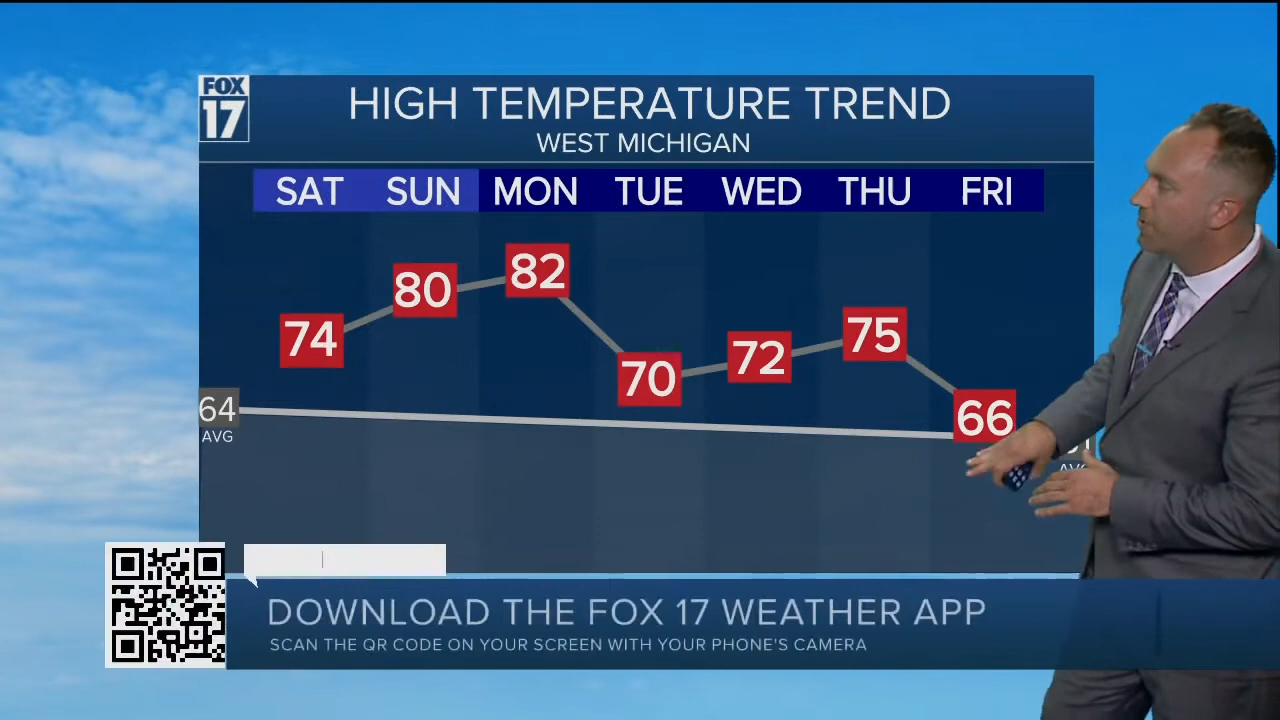 FOX
17
HIGH TEMPERATURE TREND
WEST MICHIGAN
SAT SUN MON TUE WED THU FRI
74 80 82 70 72 75 66
64
AVG
DOWNLOAD THE FOX 17 WEATHER APP
SCAN THE QR CODE ON YOUR SCREEN WITH YOUR PHONE'S CAMERA